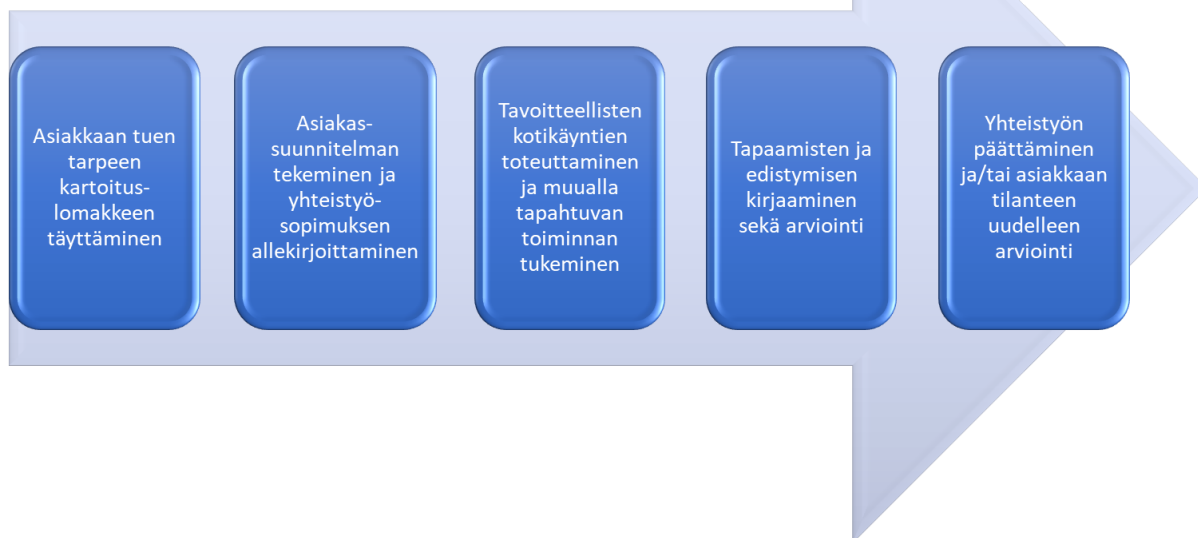 Asiakkaan tuen
tarpeen
kartoitus-
lomakkeen
täyttäminen
Asiakas-
suunnitelman
tekeminen ja
yhteistyö-
sopimuksen
allekirjoittaminen
Tavoitteellisten
kotikäyntien
toteuttaminen
ja muualla
tapahtuvan
toiminnan
tukeminen
Tapaamisten ja
edistymisen
kirjaaminen
sekä arviointi
Yhteistyön
päättäminen
ja/tai asiakkaan
tilanteen
uudelleen
arviointi